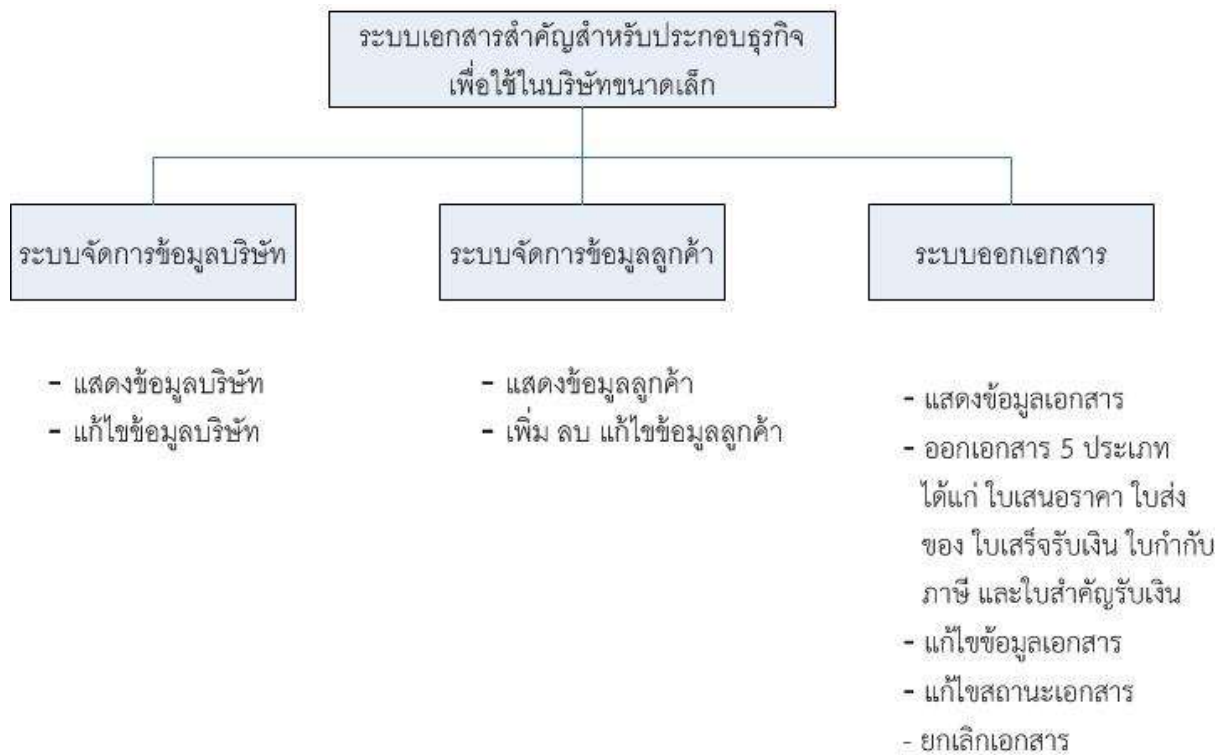 ระบบเอกสารสำคัญสำหรับประกอบธุรกิจ
เพื่อใช้ในบริษัทขนาดเล็ก
ระบบจัดการข้อมูลบริษัท
ระบบจัดการข้อมูลลูกค้า
ระบบออกเอกสาร
- แสดงข้อมูลบริษัท
- แก้ไขข้อมูลบริษัท
- แสดงข้อมูลลูกค้า
- เพิ่ม ลบ แก้ไขข้อมูลลูกค้า
- แสดงข้อมูลเอกสาร
- ออกเอกสาร 5 ประเภท
ได้แก่ ใบเสนอราคา ใบส่ง
ของ ใบเสร็จรับเงิน ใบกำกับ
ภาษี และใบสำคัญรับเงิน
- แก้ไขข้อมูลเอกสาร
- แก้ไขสถานะเอกสาร
- ยกเลิกเอกสาร